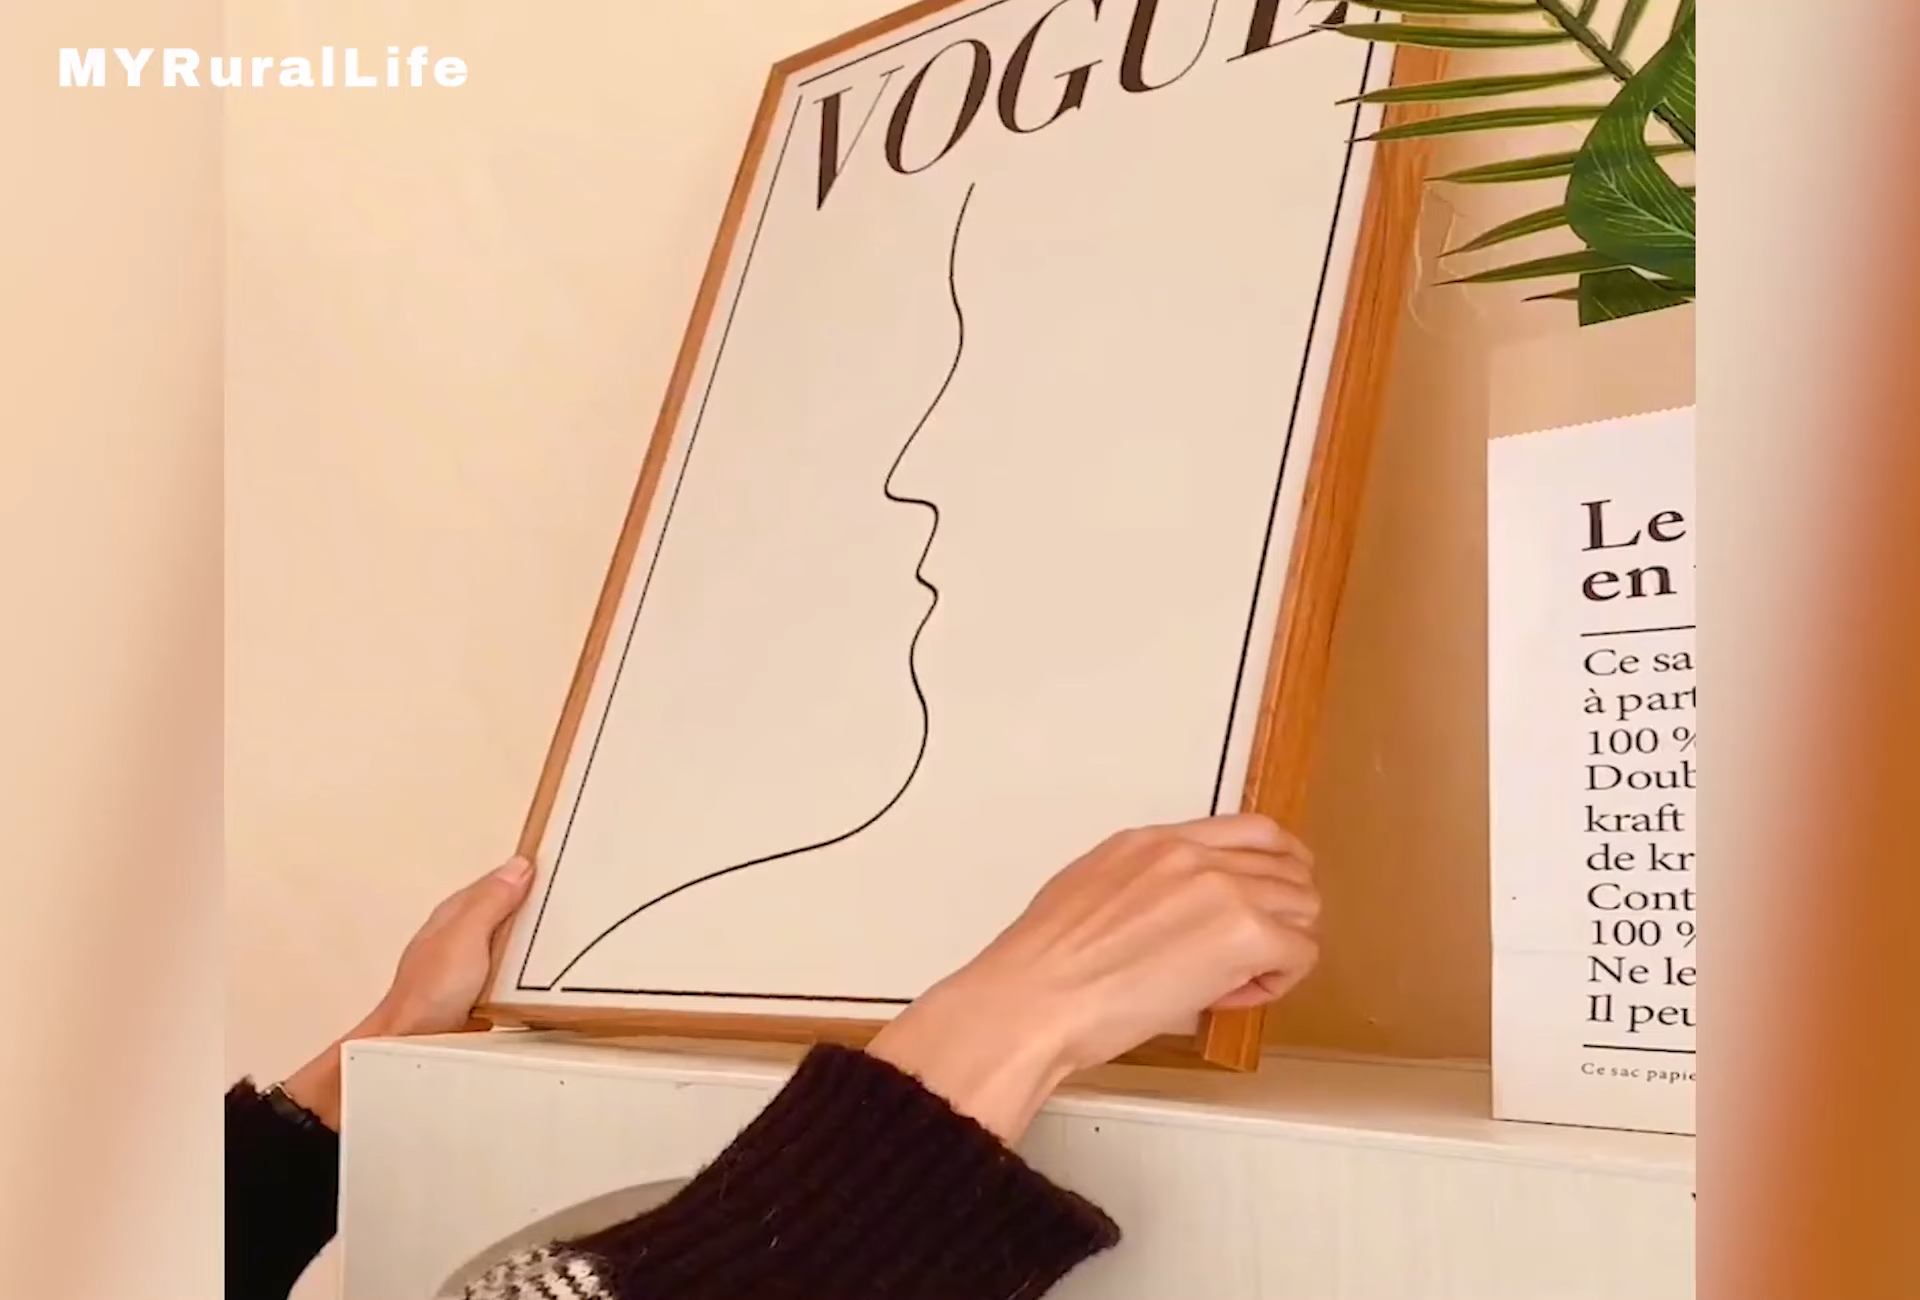 MYRuralLife
VOGUE
Le
en
Ce sa
à part
100 %
Doub
kraft
de kr
Cont
100 %
Ne le
Il peu
Ce sac papie